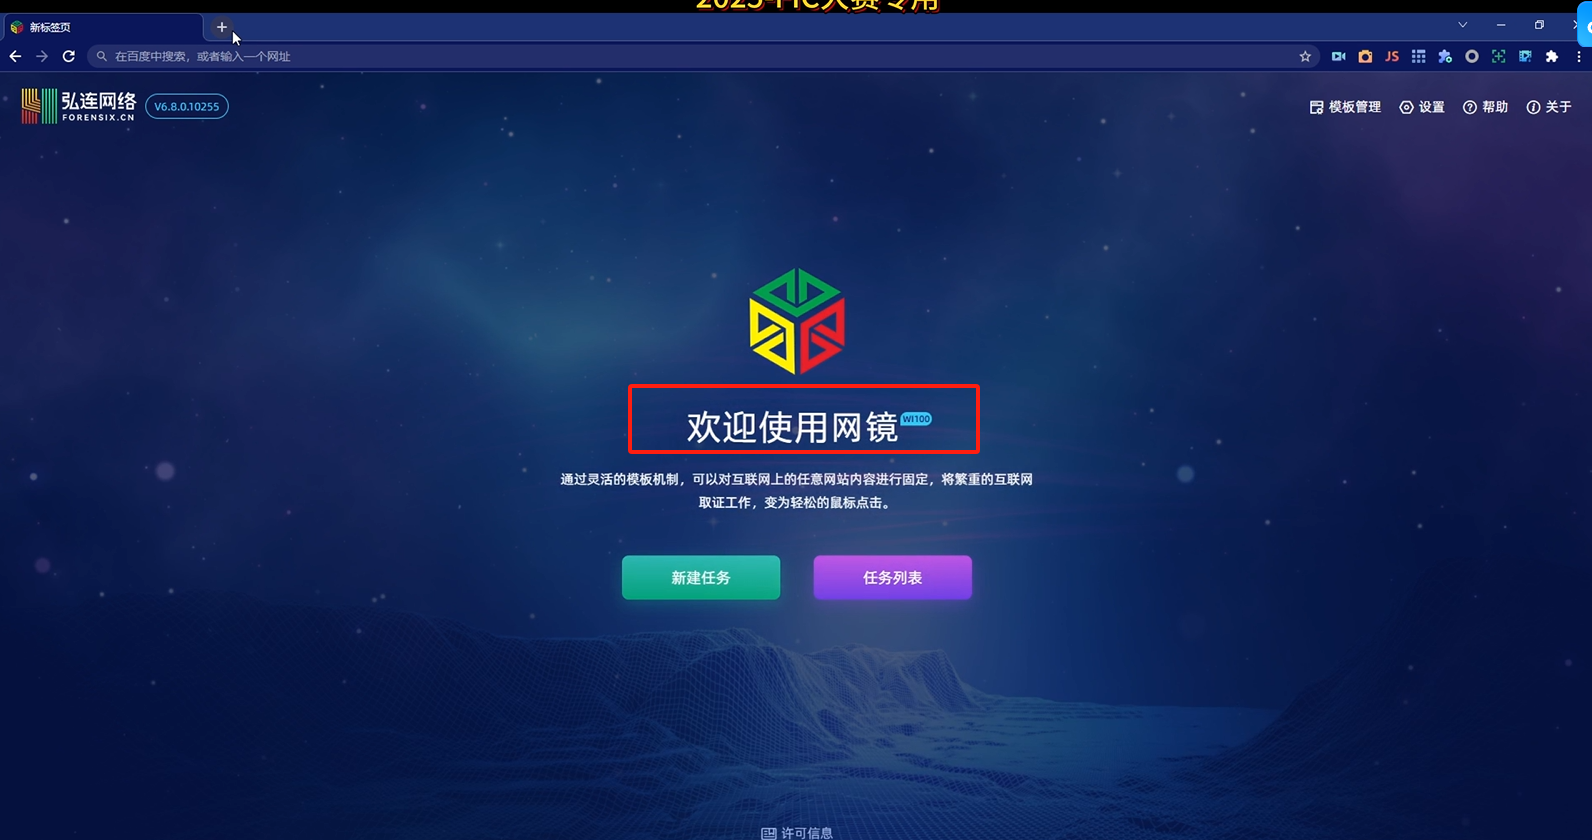 2025-FIC大赛专用
新标签页
在百度中搜索，或者输入一个网址
JS
弘连网络
FORENSIX.CN
V6.8.0.10255
模板管理
设置
帮助
关于
欢迎使用网镜 WI100
通过灵活的模板机制，可以对互联网上的任意网站内容进行固定，将繁重的互联网
取证工作，变为轻松的鼠标点击。
新建任务
任务列表
许可信息